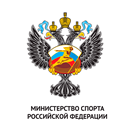 МИНИСТЕРСТВО СПОРТА
РОССИЙСКОЙ ФЕДЕРАЦИИ